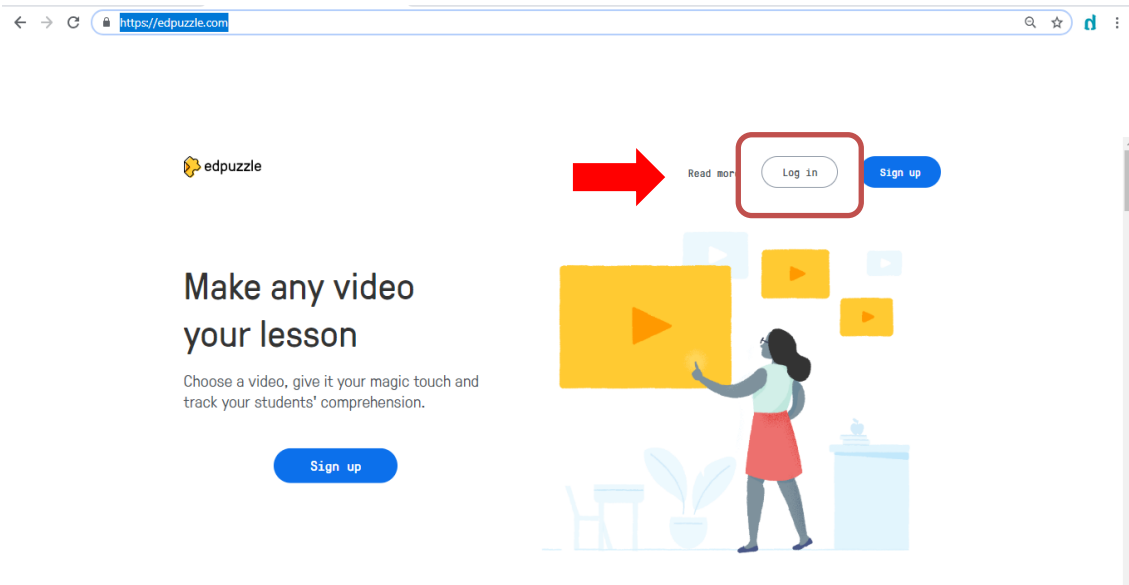 https://edpuzzle.com
edpuzzle
Read more
Log in
Sign up
Make any video
your lesson
Choose a video, give it your magic touch and
track your students' comprehension.
Sign up